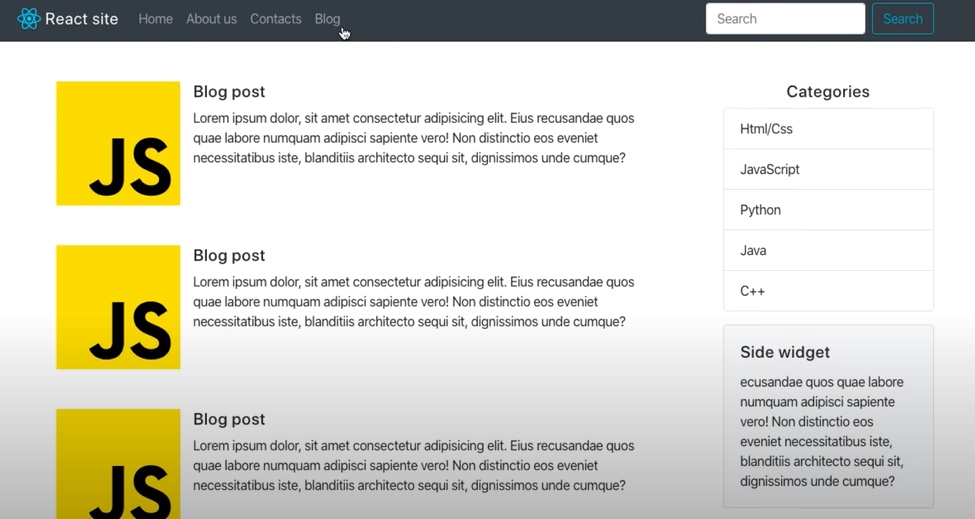 React site Home About us Contacts Blog Search Search
JS
Blog post
Lorem ipsum dolor, sit amet consectetur adipisicing elit. Eius recusandae quos
quae labore numquam adipisci sapiente vero! Non distinctio eos eveniet
necessitatibus iste, blanditiis architecto sequi sit, dignissimos unde cumque?
JS
Blog post
Lorem ipsum dolor, sit amet consectetur adipisicing elit. Eius recusandae quos
quae labore numquam adipisci sapiente vero! Non distinctio eos eveniet
necessitatibus iste, blanditiis architecto sequi sit, dignissimos unde cumque?
JS
Blog post
Lorem ipsum dolor, sit amet consectetur adipisicing elit. Eius recusandae quos
quae labore numquam adipisci sapiente vero! Non distinctio eos eveniet
necessitatibus iste, blanditiis architecto sequi sit, dignissimos unde cumque?
Categories
Html/Css
JavaScript
Python
Java
C++
Side widget
ecusandae quos quae labore
numquam adipisci sapiente
vero! Non distinctio eos
eveniet necessitatibus iste,
blanditiis architecto sequi sit,
dignissimos unde cumque?